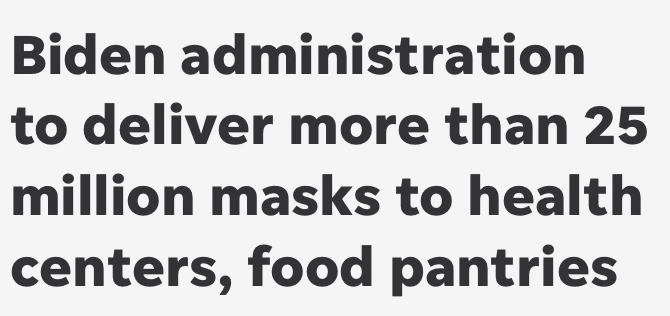 Biden administration
to deliver more than 25
million masks to health
centers, food pantries